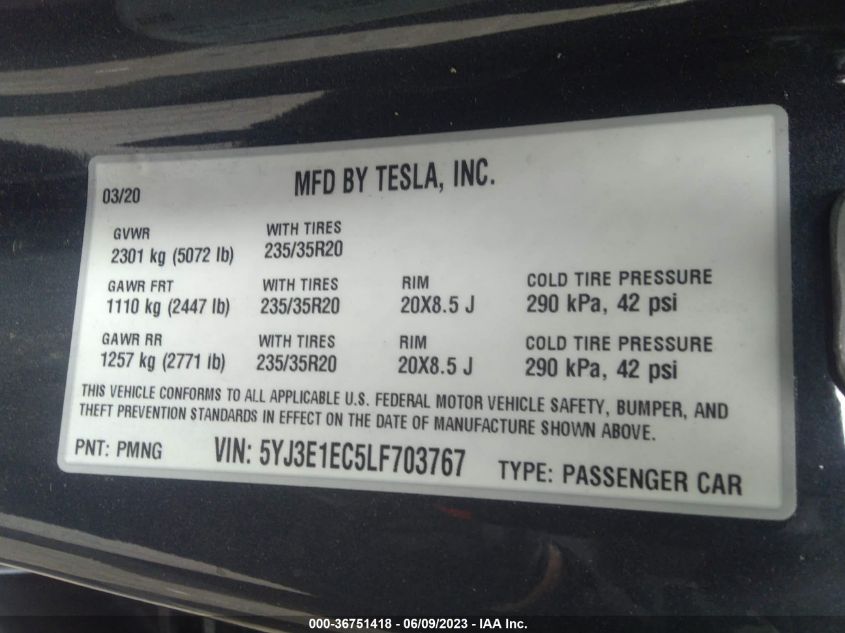 03/20 MFD BY TESLA, INC.
GVWR WITH TIRES
2301 kg (5072 lb) 235/35R20
GAWR FRT WITH TIRES RIM COLD TIRE PRESSURE
1110 kg (2447 lb) 235/35R20 20X8.5 J 290 kPa, 42 psi
GAWR RR WITH TIRES RIM COLD TIRE PRESSURE
1257 kg (2771 lb) 235/35R20 20X8.5 J 290 kPa, 42 psi
THIS VEHICLE CONFORMS TO ALL APPLICABLE U.S. FEDERAL MOTOR VEHICLE SAFETY, BUMPER, AND
THEFT PREVENTION STANDARDS IN EFFECT ON THE DATE OF MANUFACTURE SHOWN ABOVE.
PNT: PMNG VIN: 5YJ3E1EC5LF703767 TYPE: PASSENGER CAR
000-36751418 - 06/09/2023 - IAA Inc.